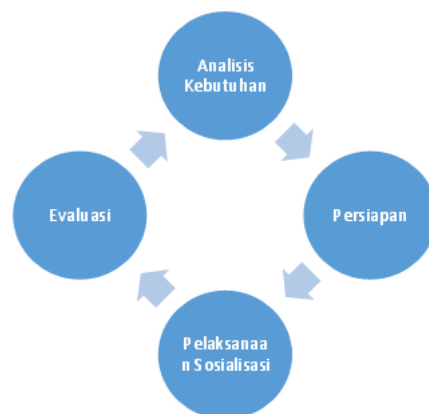 Analisis
Kebutuhan
Persiapan
Pelaksanaa
n Sosialisasi
Evaluasi